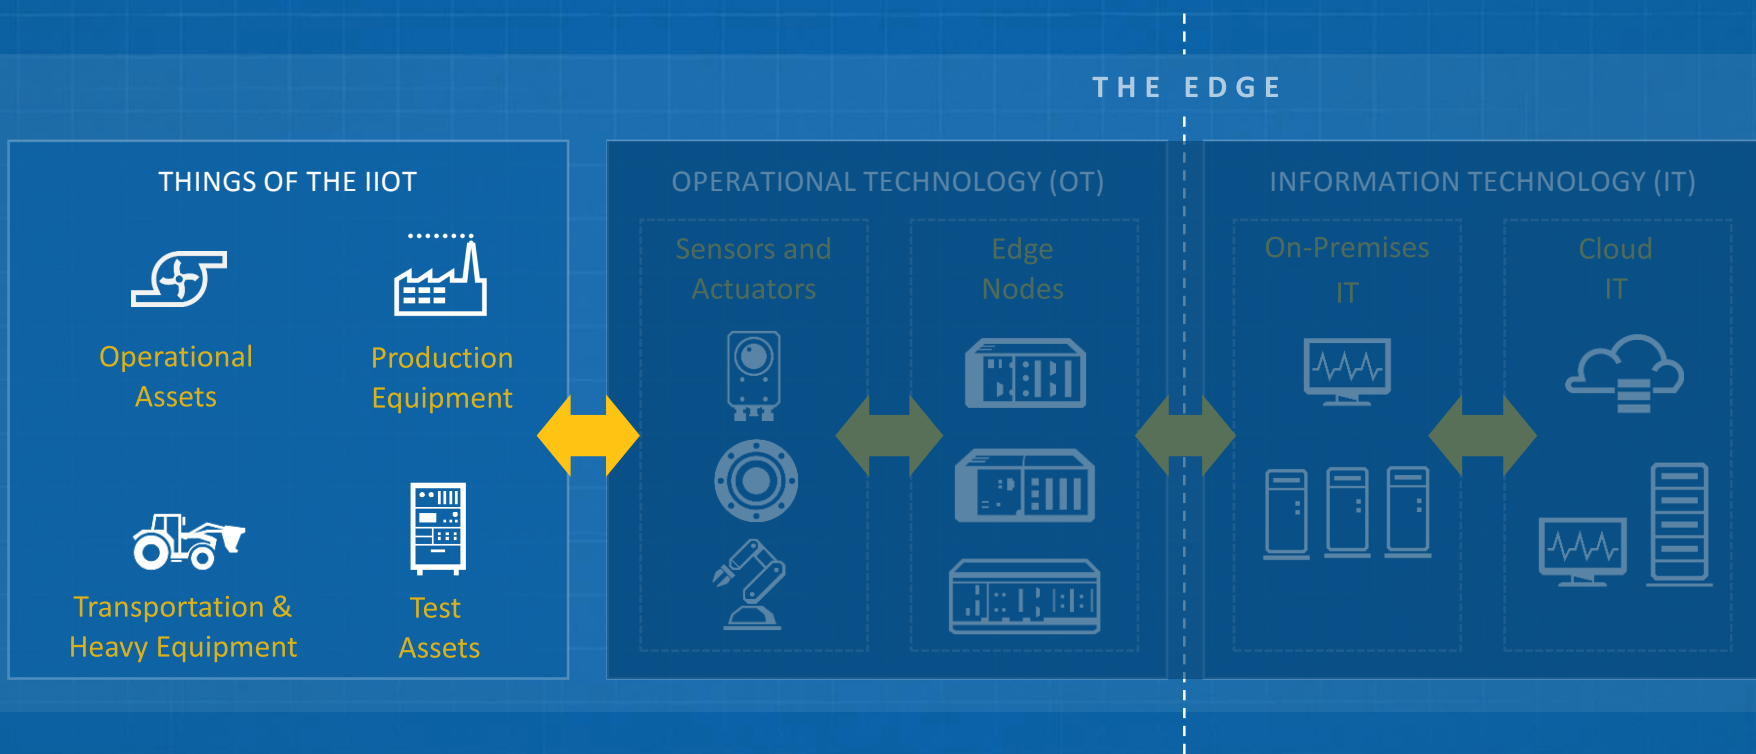 THE EDGE
THINGS OF THE IIOT
Operational
Assets
Production
Equipment
Transportation &
Heavy Equipment
Test
Assets
OPERATIONAL TECHNOLOGY (OT)
Sensors and
Actuators
Edge
Nodes
INFORMATION TECHNOLOGY (IT)
On-Premises
IT
Cloud
IT